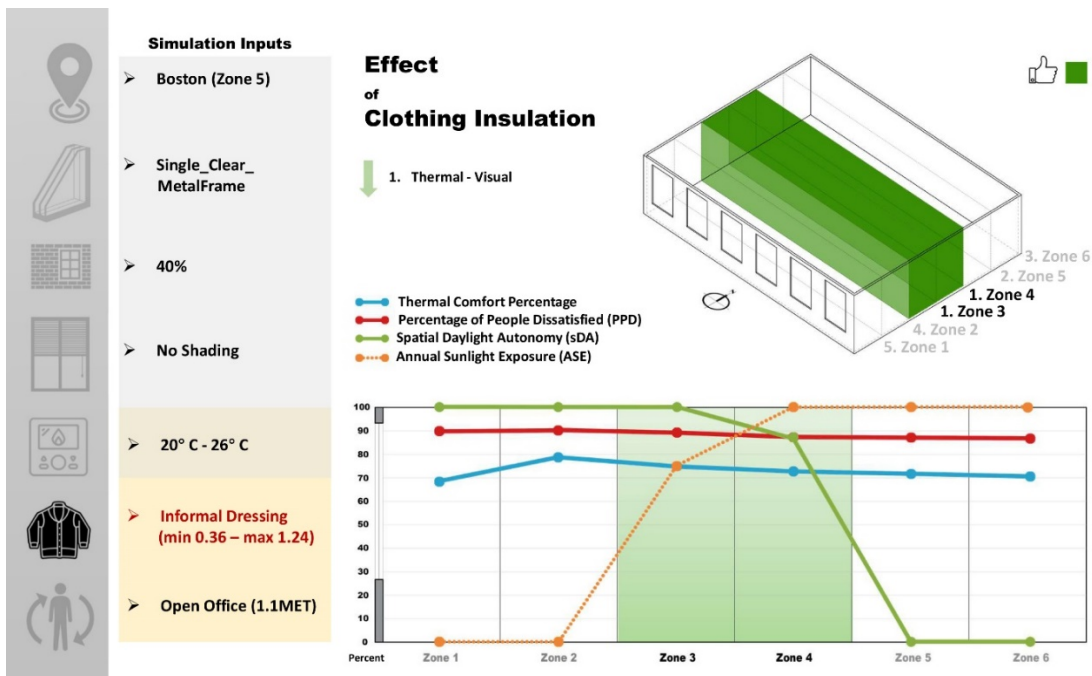 Simulation Inputs
➢ Boston (Zone 5)
➢ Single_Clear_
MetalFrame
➢ 40%
➢ No Shading
➢ 20° C - 26° C
➢ Informal Dressing
(min 0.36 – max 1.24)
➢ Open Office (1.1MET)
Effect
of
Clothing Insulation
1. Thermal - Visual
3. Zone 6
2. Zone 5
1. Zone 4
1. Zone 3
4. Zone 2
5. Zone 1
Thermal Comfort Percentage
Percentage of People Dissatisfied (PPD)
Spatial Daylight Autonomy (sDA)
Annual Sunlight Exposure (ASE)
100
90
80
70
60
50
40
30
20
10
0
Percent Zone 1 Zone 2 Zone 3 Zone 4 Zone 5 Zone 6